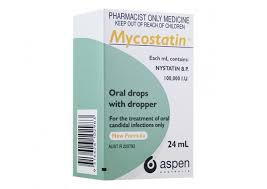 PHARMACIST ONLY MEDICINE
KEEP OUT OF REACH OF CHILDREN
Mycostatin
Each mL contains:
NYSTATIN B.P.
100,000 I.U.
Oral drops
with dropper
For the treatment of oral
candidal infections only
New Formula
24 mL
aspen